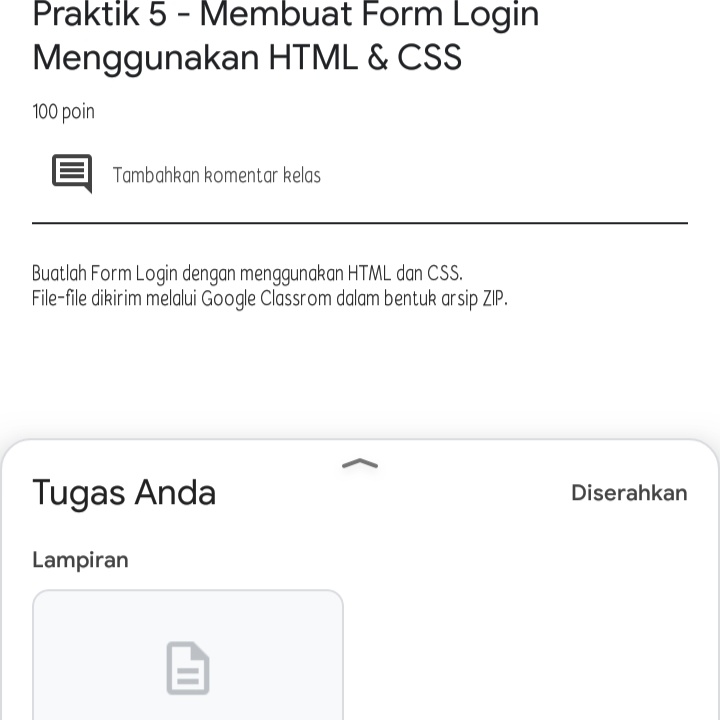 Praktik 5 - Membuat Form Login
Menggunakan HTML & CSS
100 poin
Tambahkan komentar kelas
Buatlah Form Login dengan menggunakan HTML dan CSS.
File-file dikirim melalui Google Classrom dalam bentuk arsip ZIP.
Tugas Anda
Diserahkan
Lampiran